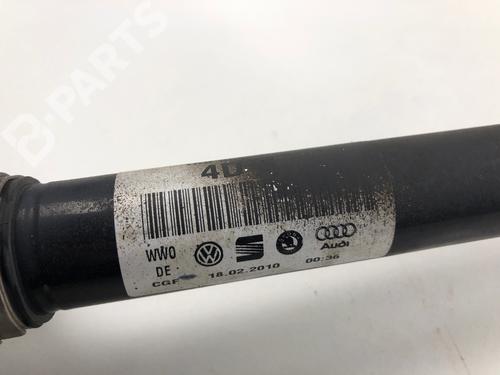 B-PARTS
4D
WWO
DE Audi
CGF 18.02.2010 00:36